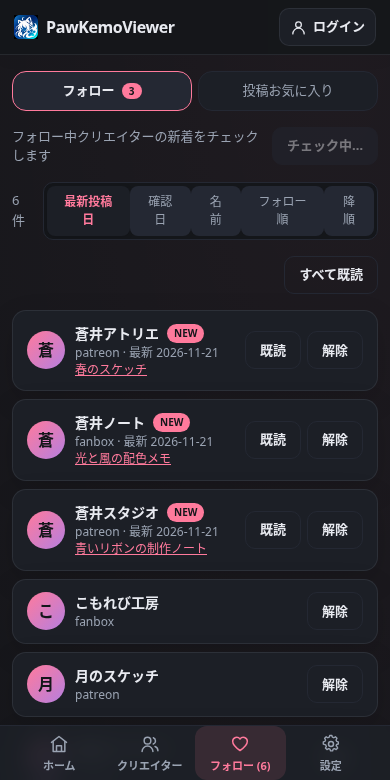 PawKemoViewer
ログイン
フォロー 3
投稿お気に入り
フォロー中クリエイターの新着をチェック
します
チェック中…
6
件
最新投稿
日
確認
日
名
前
フォロー
順
降
順
すべて既読
蒼
蒼井アトリエ NEW
patreon · 最新 2026-11-21
春のスケッチ
既読
解除
蒼
蒼井ノート NEW
fanbox · 最新 2026-11-21
光と風の配色メモ
既読
解除
蒼
蒼井スタジオ NEW
patreon · 最新 2026-11-21
青いリボンの制作ノート
既読
解除
こ
こもれび工房
fanbox
解除
月
月のスケッチ
patreon
解除
ホーム
クリエイター
フォロー (6)
設定